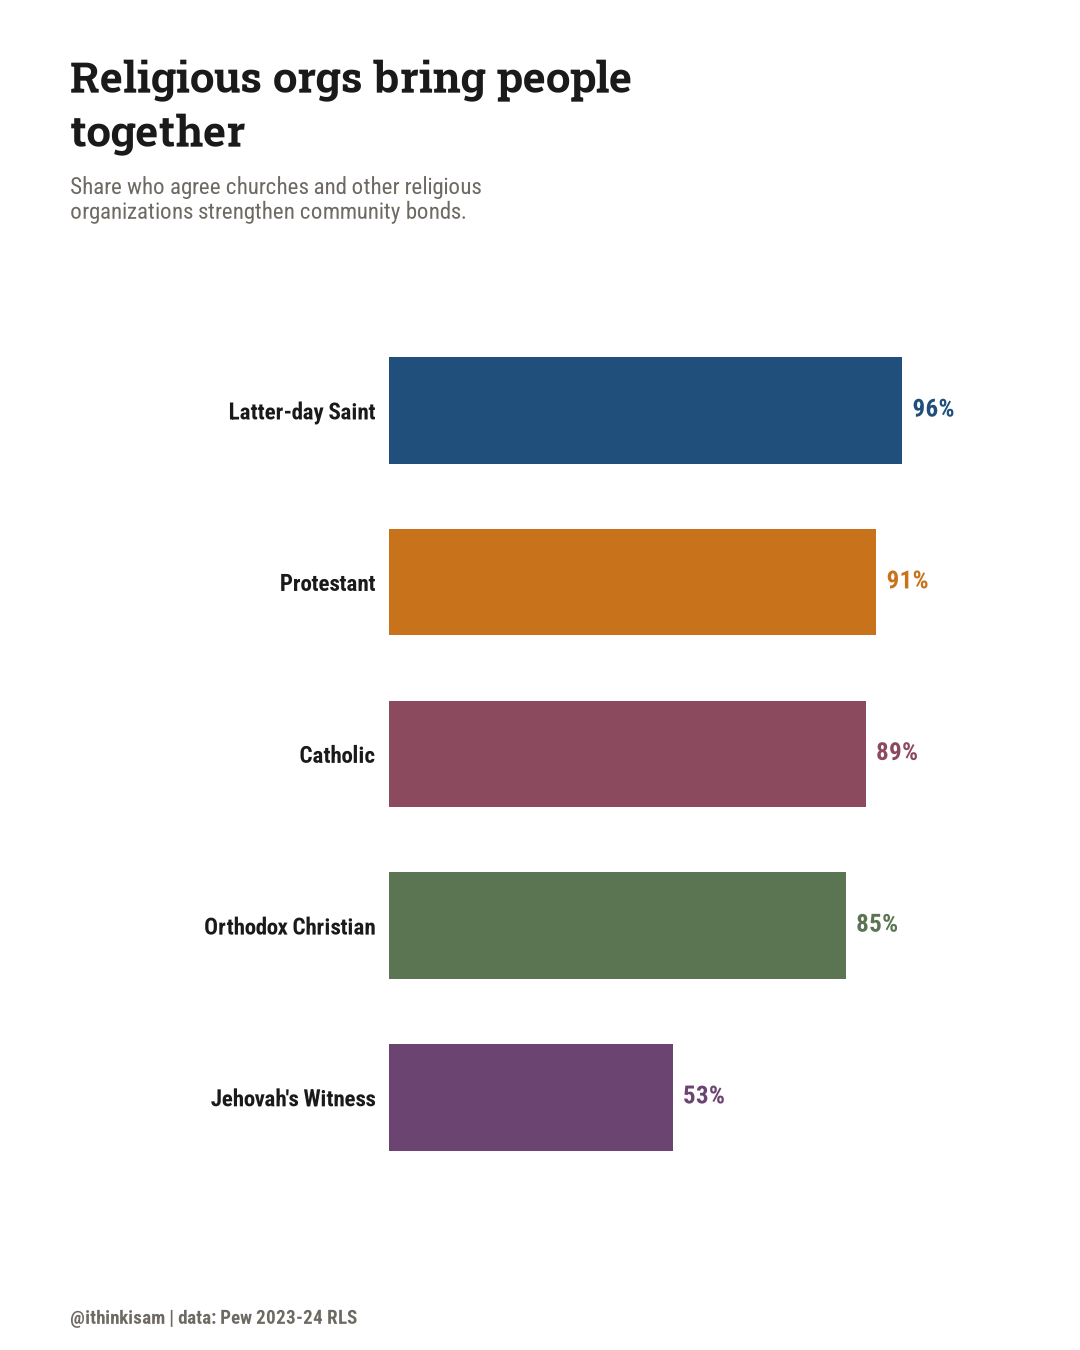 Religious orgs bring people
together
Share who agree churches and other religious
organizations strengthen community bonds.
Latter-day Saint
96%
Protestant
91%
Catholic
89%
Orthodox Christian
85%
Jehovah's Witness
53%
@ithinkisam | data: Pew 2023-24 RLS